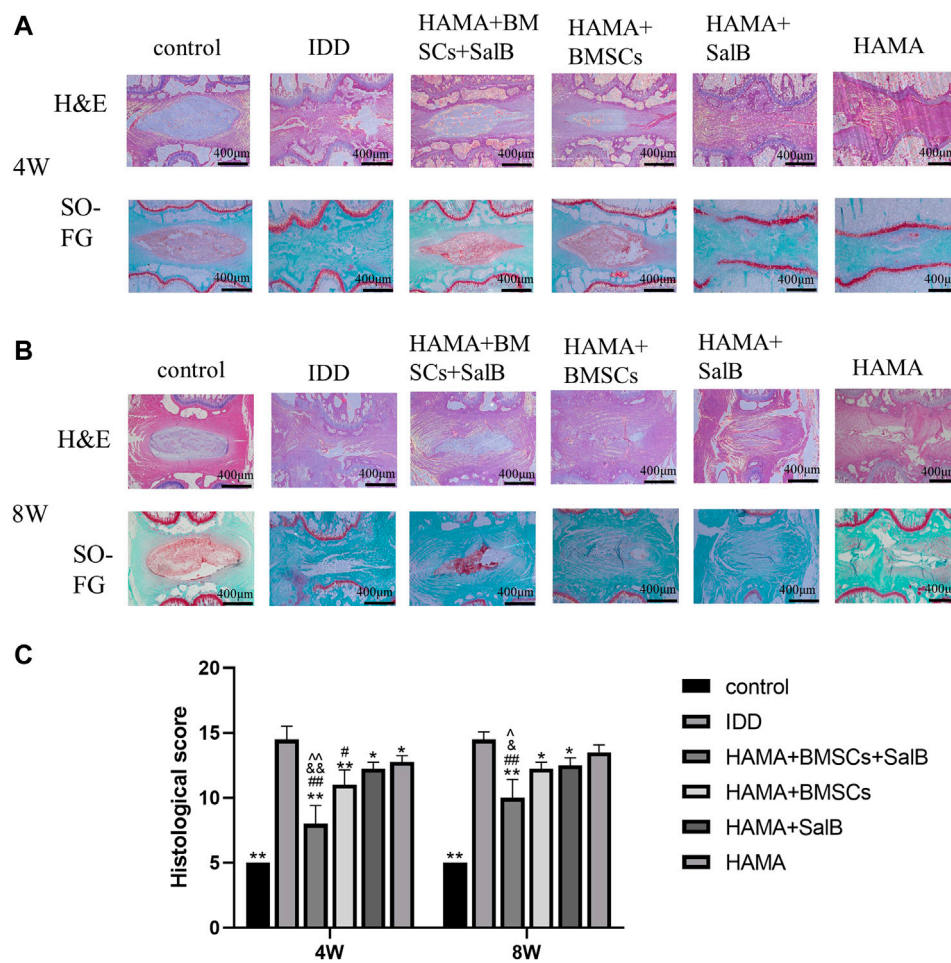 A
control
IDD
HAMA+BM
SCs+SalB
HAMA+
BMSCs
HAMA+
SalB
HAMA
H&E
400μm
400μm
400μm
400μm
400μm
400μm
4W
SO-
FG
400μm
400μm
400μm
400μm
400μm
400μm
B
control
IDD
HAMA+BM
SCs+SalB
HAMA+
BMSCs
HAMA+
SalB
HAMA
H&E
400μm
400μm
400μm
400μm
400μm
400μm
8W
SO-
FG
400μm
400μm
400μm
400μm
400μm
400μm
C
Histological score
20
15
10
5
0
**
^^
&&
##
**
#
**
*
*
**
^
&
##
**
*
*
4W
8W
control
IDD
HAMA+BMSCs+SalB
HAMA+BMSCs
HAMA+SalB
HAMA